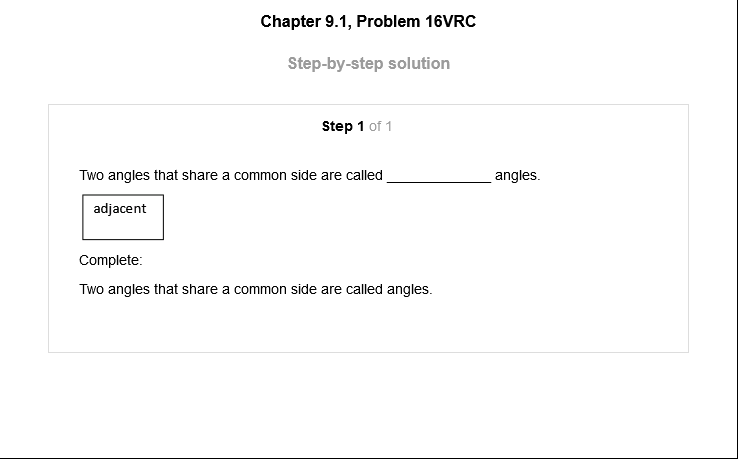 Chapter 9.1, Problem 16VRC
Step-by-step solution
Step 1 of 1
Two angles that share a common side are called _____________ angles.
adjacent
Complete:
Two angles that share a common side are called angles.